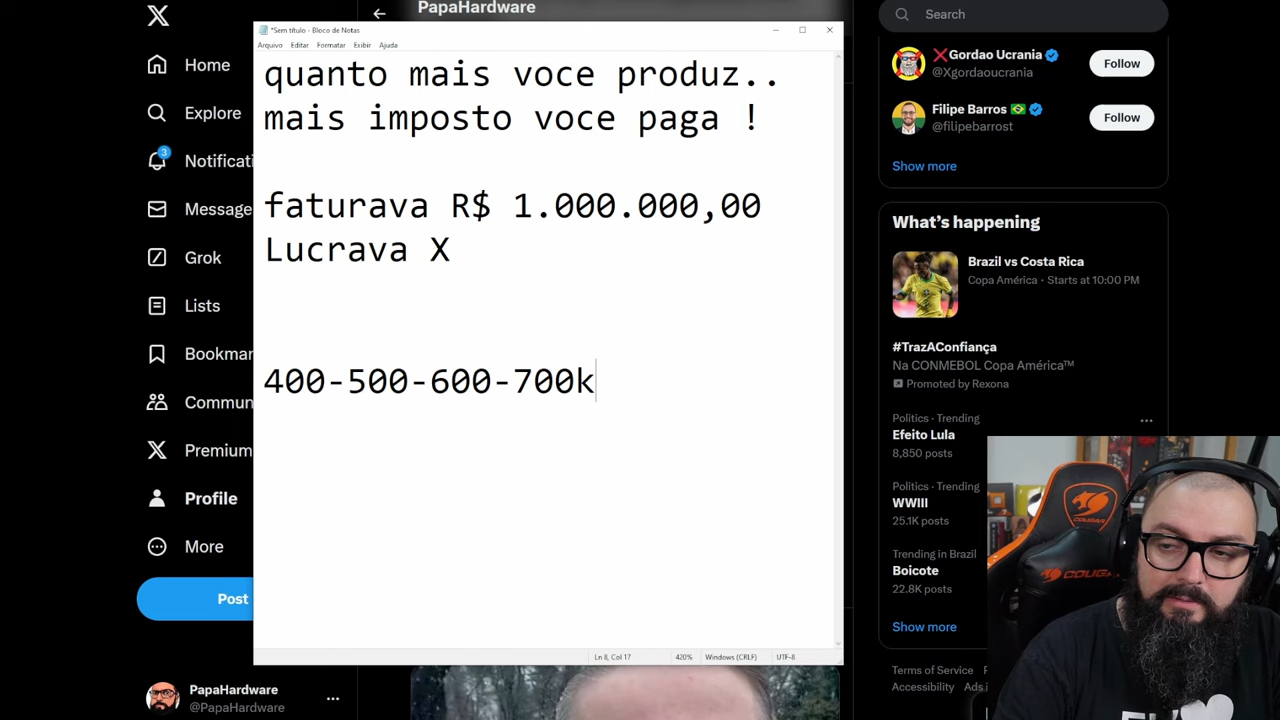 PapaHardware
*Sem título - Bloco de Notas
Arquivo Editar Formatar Exibir Ajuda
quanto mais voce produz..
mais imposto voce paga !
faturava R$ 1.000.000,00
Lucrava X
400-500-600-700k
Ln 8, Col 17 420% Windows (CRLF) UTF-8
Home
Explore
3
Notificati
Message
Grok
Lists
Bookmar
Commun
Premium
Profile
More
Post
PapaHardware
@PapaHardware
Search
Gordao Ucrania
@Xgordaoucrania
Follow
Filipe Barros
@filipebarrost
Follow
Show more
What's happening
Brazil vs Costa Rica
Copa América · Starts at 10:00 PM
#TrazAConfiança
Na CONMEBOL Copa América™
Promoted by Rexona
Politics · Trending
Efeito Lula
8,850 posts
Politics · Trending
WWIII
25.1K posts
Trending in Brazil
Boicote
22.8K posts
Show more
Terms of Service
Accessibility Ads
COUGAR